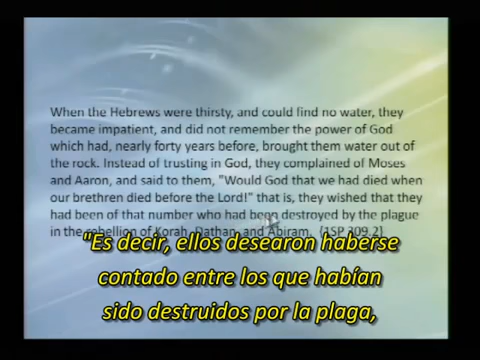 When the Hebrews were thirsty, and could find no water, they
became impatient, and did not remember the power of God
which had, nearly forty years before, brought them water out of
the rock. Instead of trusting in God, they complained of Moses
and Aaron, and said to them, "Would God that we had died when
our brethren died before the Lord!" that is, they wished that they
had been of that number who had been destroyed by the plague
in the rebellion of Korah, Dathan, and Abiram. (1SP 309.2)
"Es decir, ellos desearon haberse
contado entre los que habían
sido destruidos por la plaga,